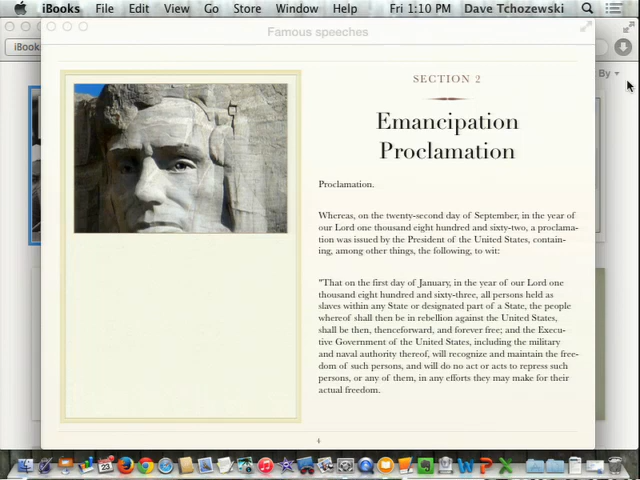 iBooks File Edit View Go Store Window Help Fri 1:10 PM Dave Tchozewski
Famous speeches
iBooks
By
SECTION 2
Emancipation
Proclamation
Proclamation.
Whereas, on the twenty-second day of September, in the year of
our Lord one thousand eight hundred and sixty-two, a proclama-
tion was issued by the President of the United States, contain-
ing, among other things, the following, to wit:
"That on the first day of January, in the year of our Lord one
thousand eight hundred and sixty-three, all persons held as
slaves within any State or designated part of a State, the people
whereof shall then be in rebellion against the United States,
shall be then, thenceforward, and forever free; and the Execu-
tive Government of the United States, including the military
and naval authority thereof, will recognize and maintain the free-
dom of such persons, and will do no act or acts to repress such
persons, or any of them, in any efforts they may make for their
actual freedom.
4
23